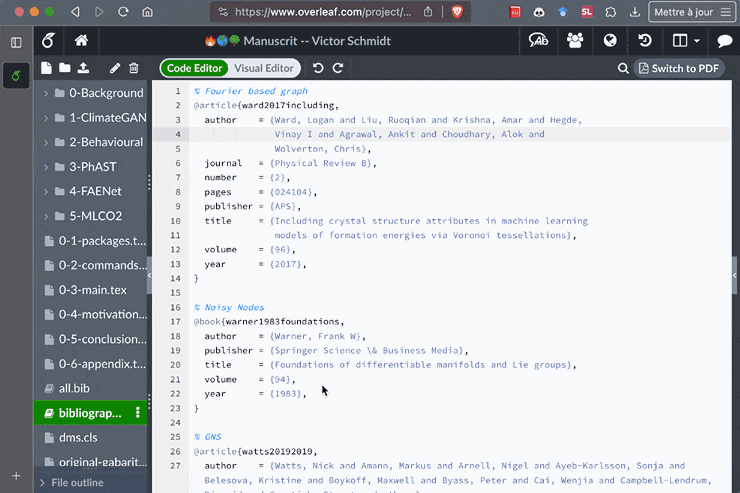 https://www.overleaf.com/project/...
SL
Mettre à jour
🔥🌍🌳 Manuscrit -- Victor Schmidt
Code Editor
Visual Editor
Switch to PDF
0-Background
1-ClimateGAN
2-Behavioural
3-PhAST
4-FAENet
5-MLCO2
0-1-packages.t...
0-2-commands...
0-3-main.tex
0-4-motivation...
0-5-conclusion...
0-6-appendix.t...
all.bib
bibliograp...
dms.cls
original-gabarit...
File outline
1 % Fourier based graph
2 @article{ward2017including,
3 author = {Ward, Logan and Liu, Ruoqian and Krishna, Amar and Hegde,
4 Vinay I and Agrawal, Ankit and Choudhary, Alok and
5 Wolverton, Chris},
6 journal = {Physical Review B},
7 number = {2},
8 pages = {024104},
9 publisher = {APS},
10 title = {Including crystal structure attributes in machine learning
11 models of formation energies via Voronoi tessellations},
12 volume = {96},
13 year = {2017},
14 }
15
16 % Noisy Nodes
17 @book{warner1983foundations,
18 author = {Warner, Frank W},
19 publisher = {Springer Science \& Business Media},
20 title = {Foundations of differentiable manifolds and Lie groups},
21 volume = {94},
22 year = {1983},
23 }
24
25 % GNS
26 @article{watts20192019,
27 author = {Watts, Nick and Amann, Markus and Arnell, Nigel and Ayeb-Karlsson, Sonja and
Belesova, Kristine and Boykoff, Maxwell and Byass, Peter and Cai, Wenjia and Campbell-Lendrum,